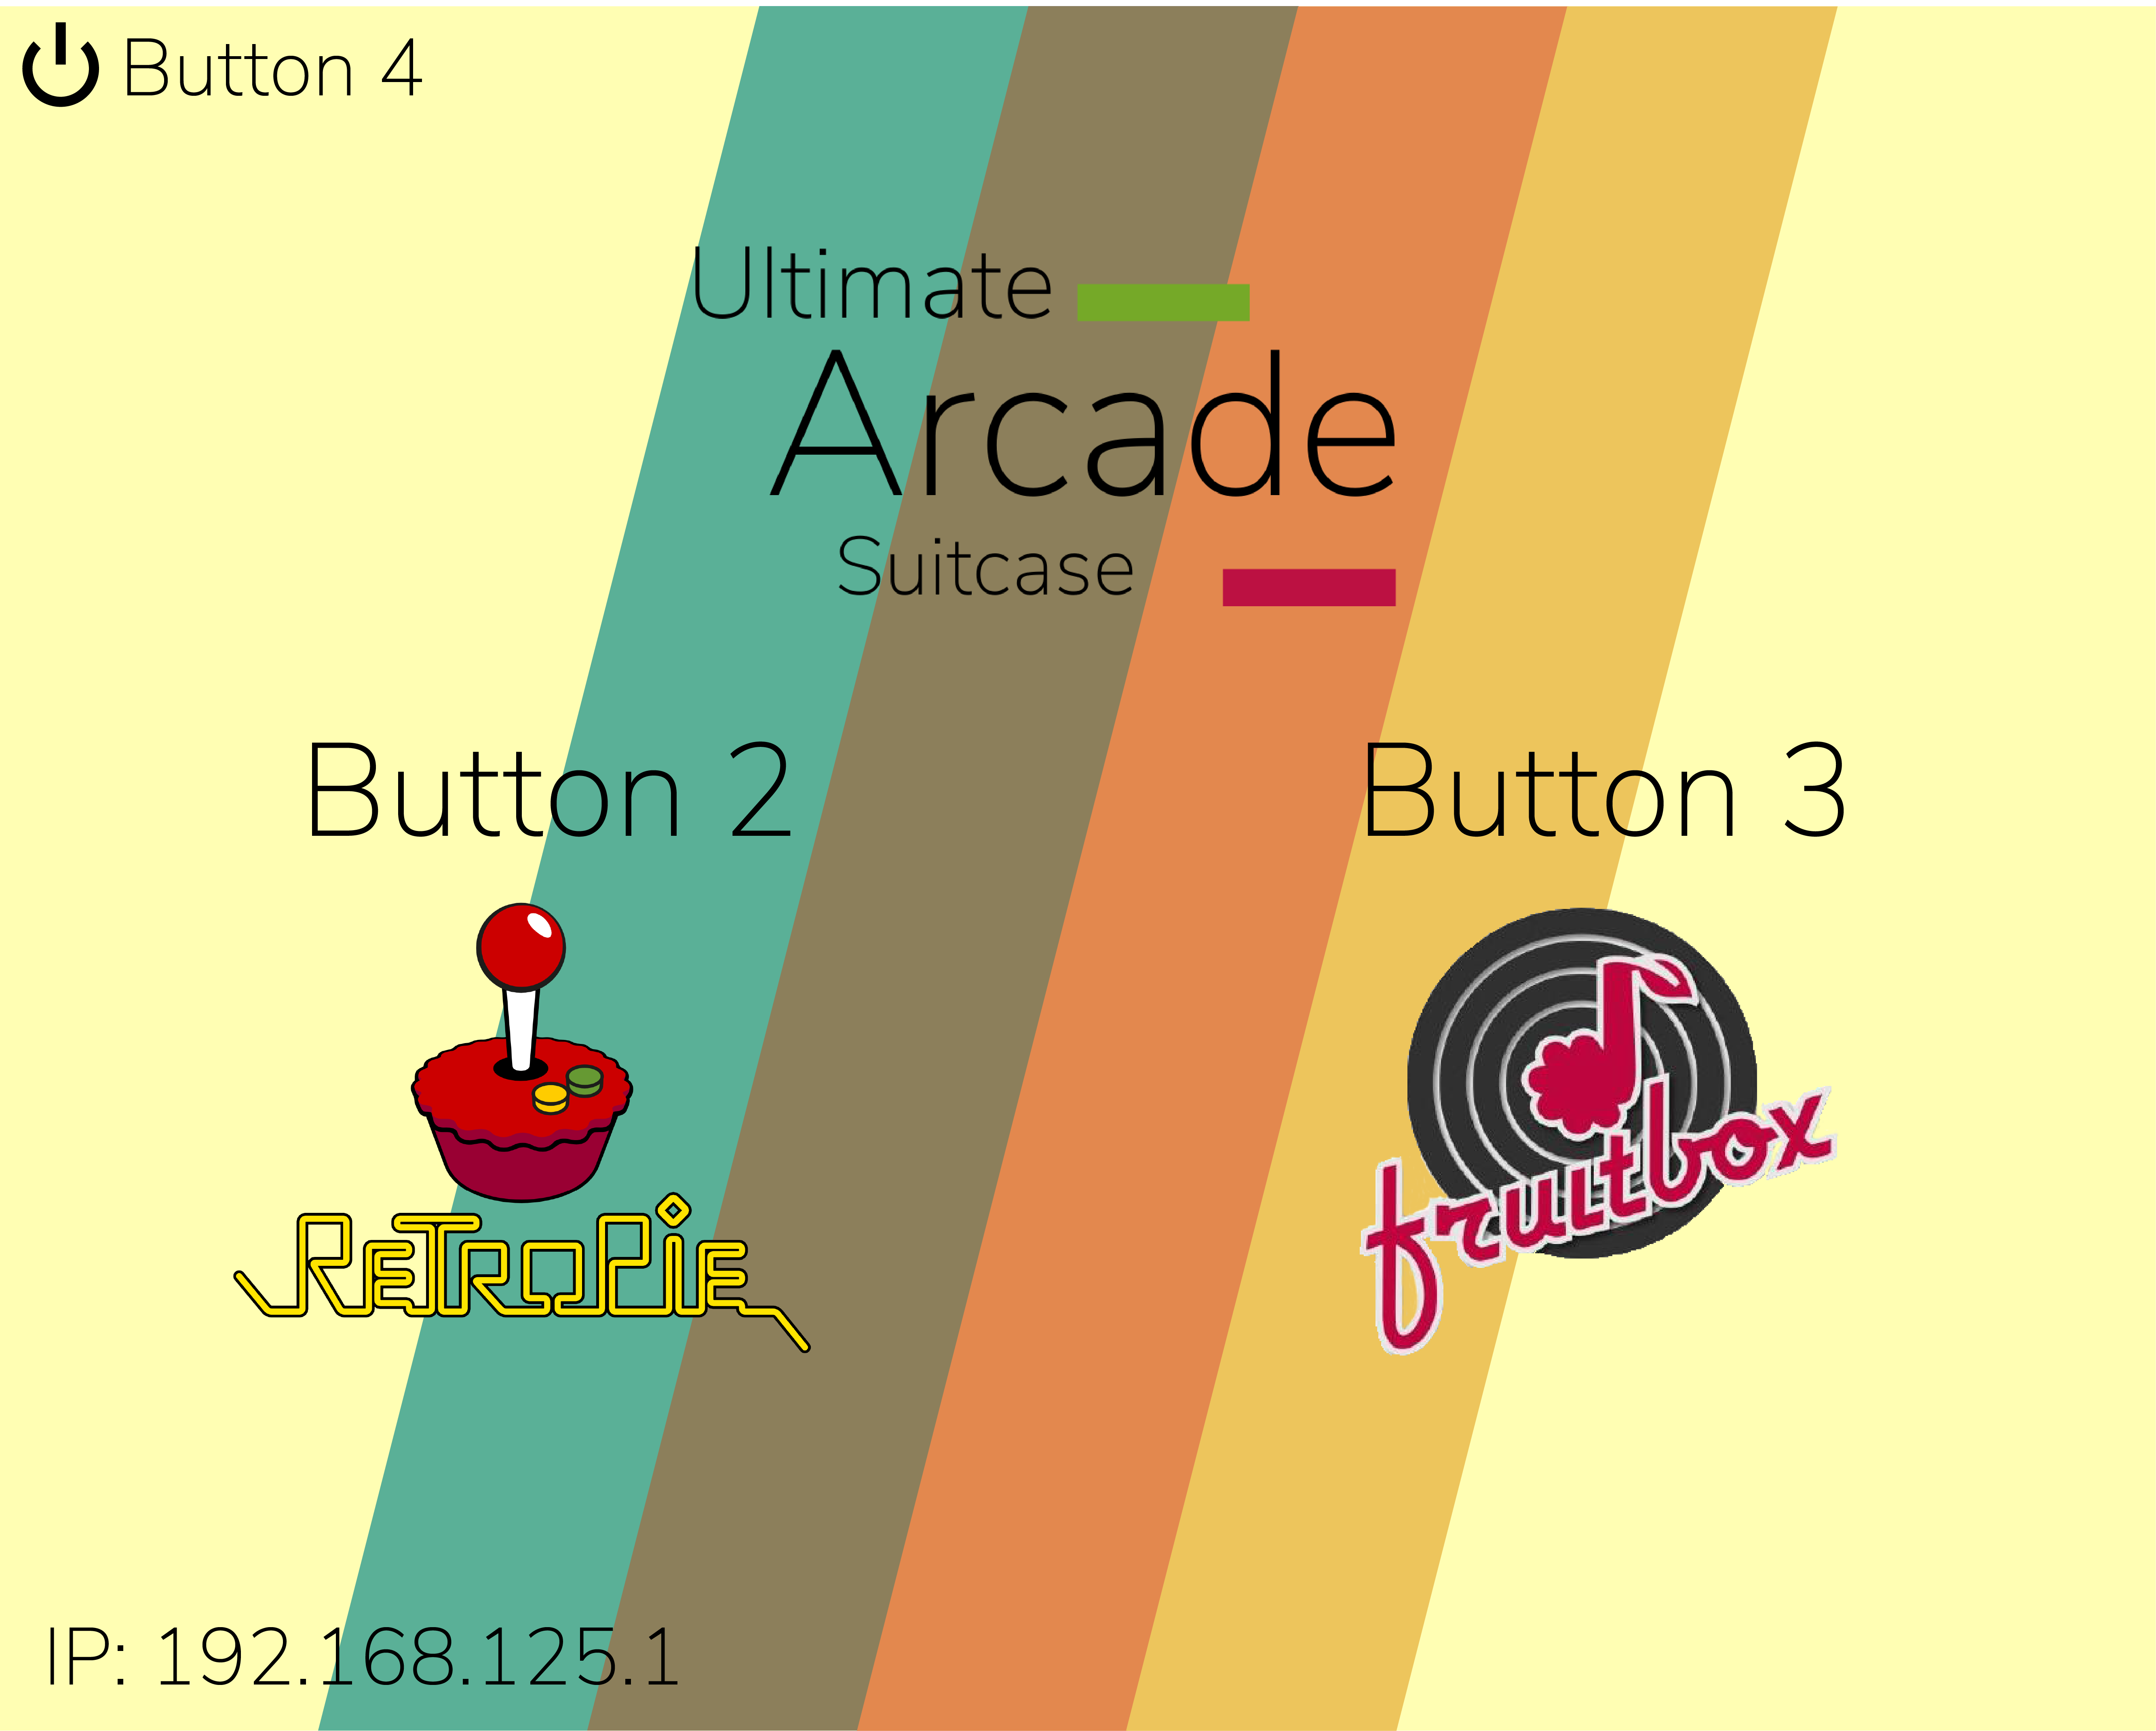 Button 4
Ultimate
Arcade
Suitcase
Button 2
Button 3
RETROPIE
fruitbox
IP: 192.168.125.1